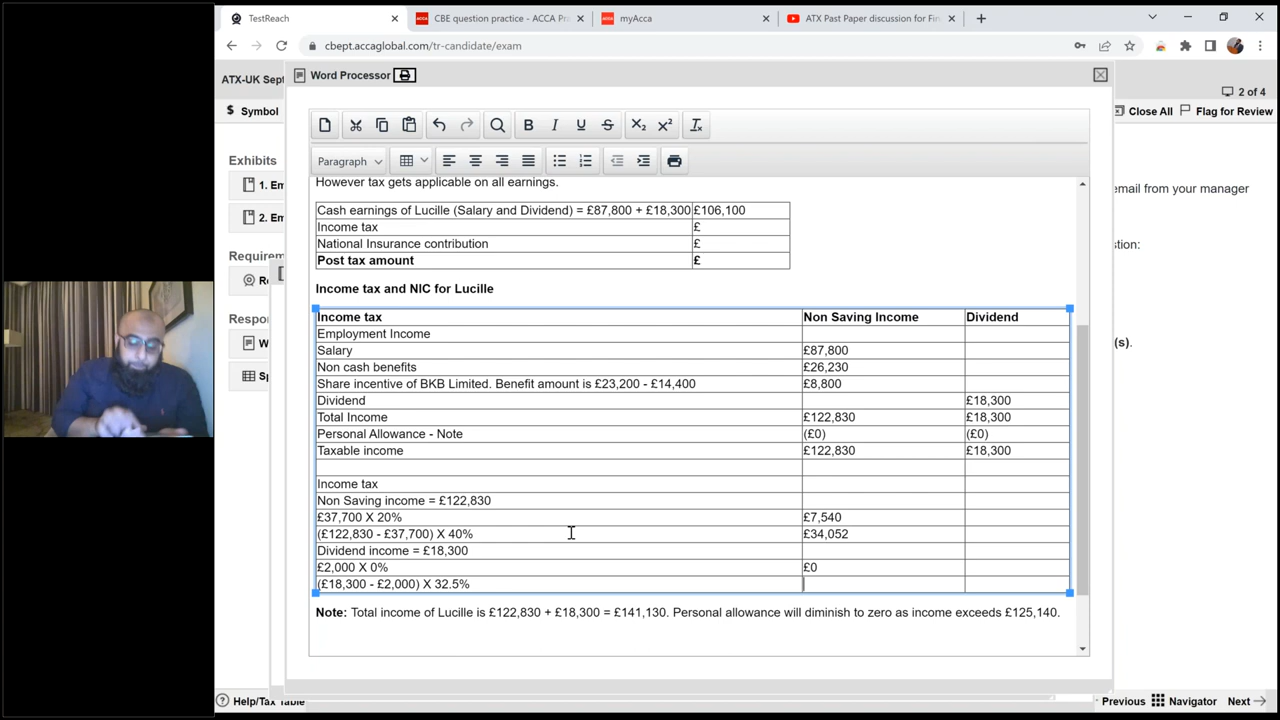 TestReach
CBE question practice - ACCA Pr
myAcca
ATX Past Paper discussion for Fin
cbept.accaglobal.com/tr-candidate/exam
ATX-UK Sept
Word Processor
2 of 4
$ Symbol
Close All
Flag for Review
Exhibits
Paragraph
1. Em
2. Em
email from your manager
However tax gets applicable on all earnings.
Cash earnings of Lucille (Salary and Dividend) = £87,800 + £18,300 £106,100
Income tax £
National Insurance contribution £
Post tax amount £
stion:
Requirem
Re
Income tax and NIC for Lucille
Income tax Non Saving Income Dividend
Employment Income
Salary £87,800
Non cash benefits £26,230
Share incentive of BKB Limited. Benefit amount is £23,200 - £14,400 £8,800
Dividend £18,300
Total Income £122,830 £18,300
Personal Allowance - Note (£0) (£0)
Taxable income £122,830 £18,300
Income tax
Non Saving income = £122,830
£37,700 X 20% £7,540
(£122,830 - £37,700) X 40% £34,052
Dividend income = £18,300
£2,000 X 0% £0
(£18,300 - £2,000) X 32.5%
Note: Total income of Lucille is £122,830 + £18,300 = £141,130. Personal allowance will diminish to zero as income exceeds £125,140.
Respon
W
Sp
(s).
Help/Tax Table
Previous
Navigator
Next